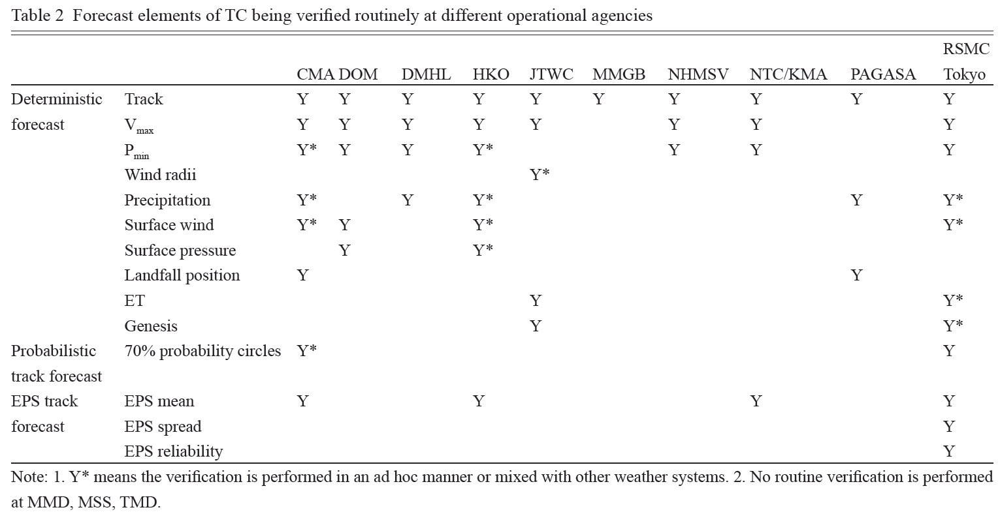 Table 2 Forecast elements of TC being verified routinely at different operational agencies
RSMC
CMA DOM DMHL HKO JTWC MMGB NHMSV NTC/KMA PAGASA Tokyo
Deterministic Track Y Y Y Y Y Y Y Y Y Y
forecast Vmax Y Y Y Y Y Y Y Y
Pmin Y* Y Y Y* Y Y Y
Wind radii Y*
Precipitation Y* Y Y* Y Y*
Surface wind Y* Y Y* Y*
Surface pressure Y Y*
Landfall position Y Y
ET Y Y*
Genesis Y Y*
Probabilistic 70% probability circles Y* Y
track forecast
EPS track EPS mean Y Y Y Y
forecast EPS spread Y
EPS reliability Y
Note: 1. Y* means the verification is performed in an ad hoc manner or mixed with other weather systems. 2. No routine verification is performed
at MMD, MSS, TMD.